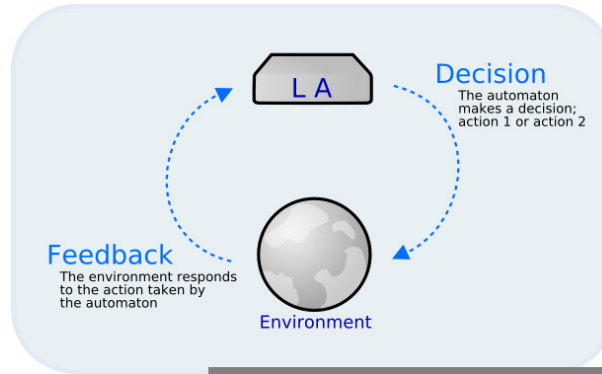 L A
Decision
The automaton
makes a decision;
action 1 or action 2
Feedback
The environment responds
to the action taken by
the automaton
Environment